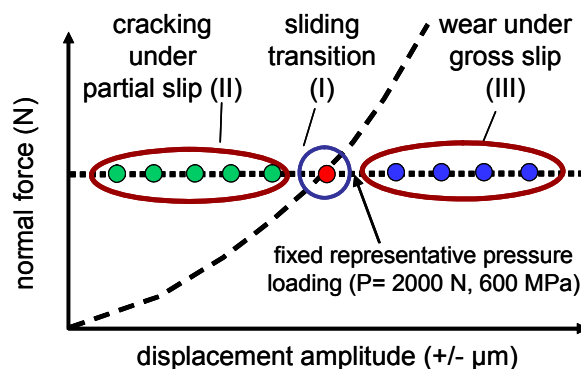 cracking
under
partial slip (II)
sliding
transition
(I)
wear under
gross slip
(III)
normal force (N)
fixed representative pressure
loading (P= 2000 N, 600 MPa)
displacement amplitude (+/- µm)